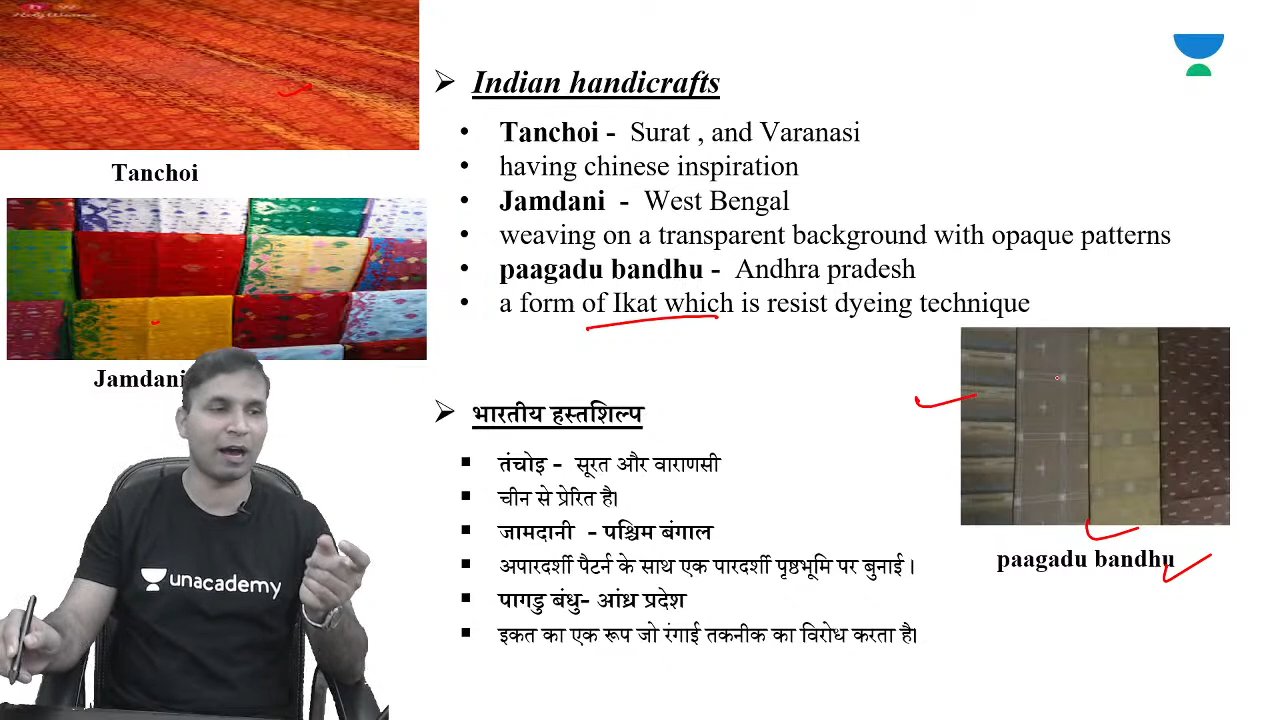 Holy Weaves
Tanchoi
Jamdani
➢ Indian handicrafts
• Tanchoi - Surat , and Varanasi
• having chinese inspiration
• Jamdani - West Bengal
• weaving on a transparent background with opaque patterns
• paagadu bandhu - Andhra pradesh
• a form of Ikat which is resist dyeing technique
➢ भारतीय हस्तशिल्प
▪ तंचोइ - सूरत और वाराणसी
▪ चीन से प्रेरित है।
▪ जामदानी - पश्चिम बंगाल
▪ अपारदर्शी पैटर्न के साथ एक पारदर्शी पृष्ठभूमि पर बुनाई ।
▪ पागडु बंधु- आंध्र प्रदेश
▪ इकत का एक रूप जो रंगाई तकनीक का विरोध करता है।
paagadu bandhu
unacademy